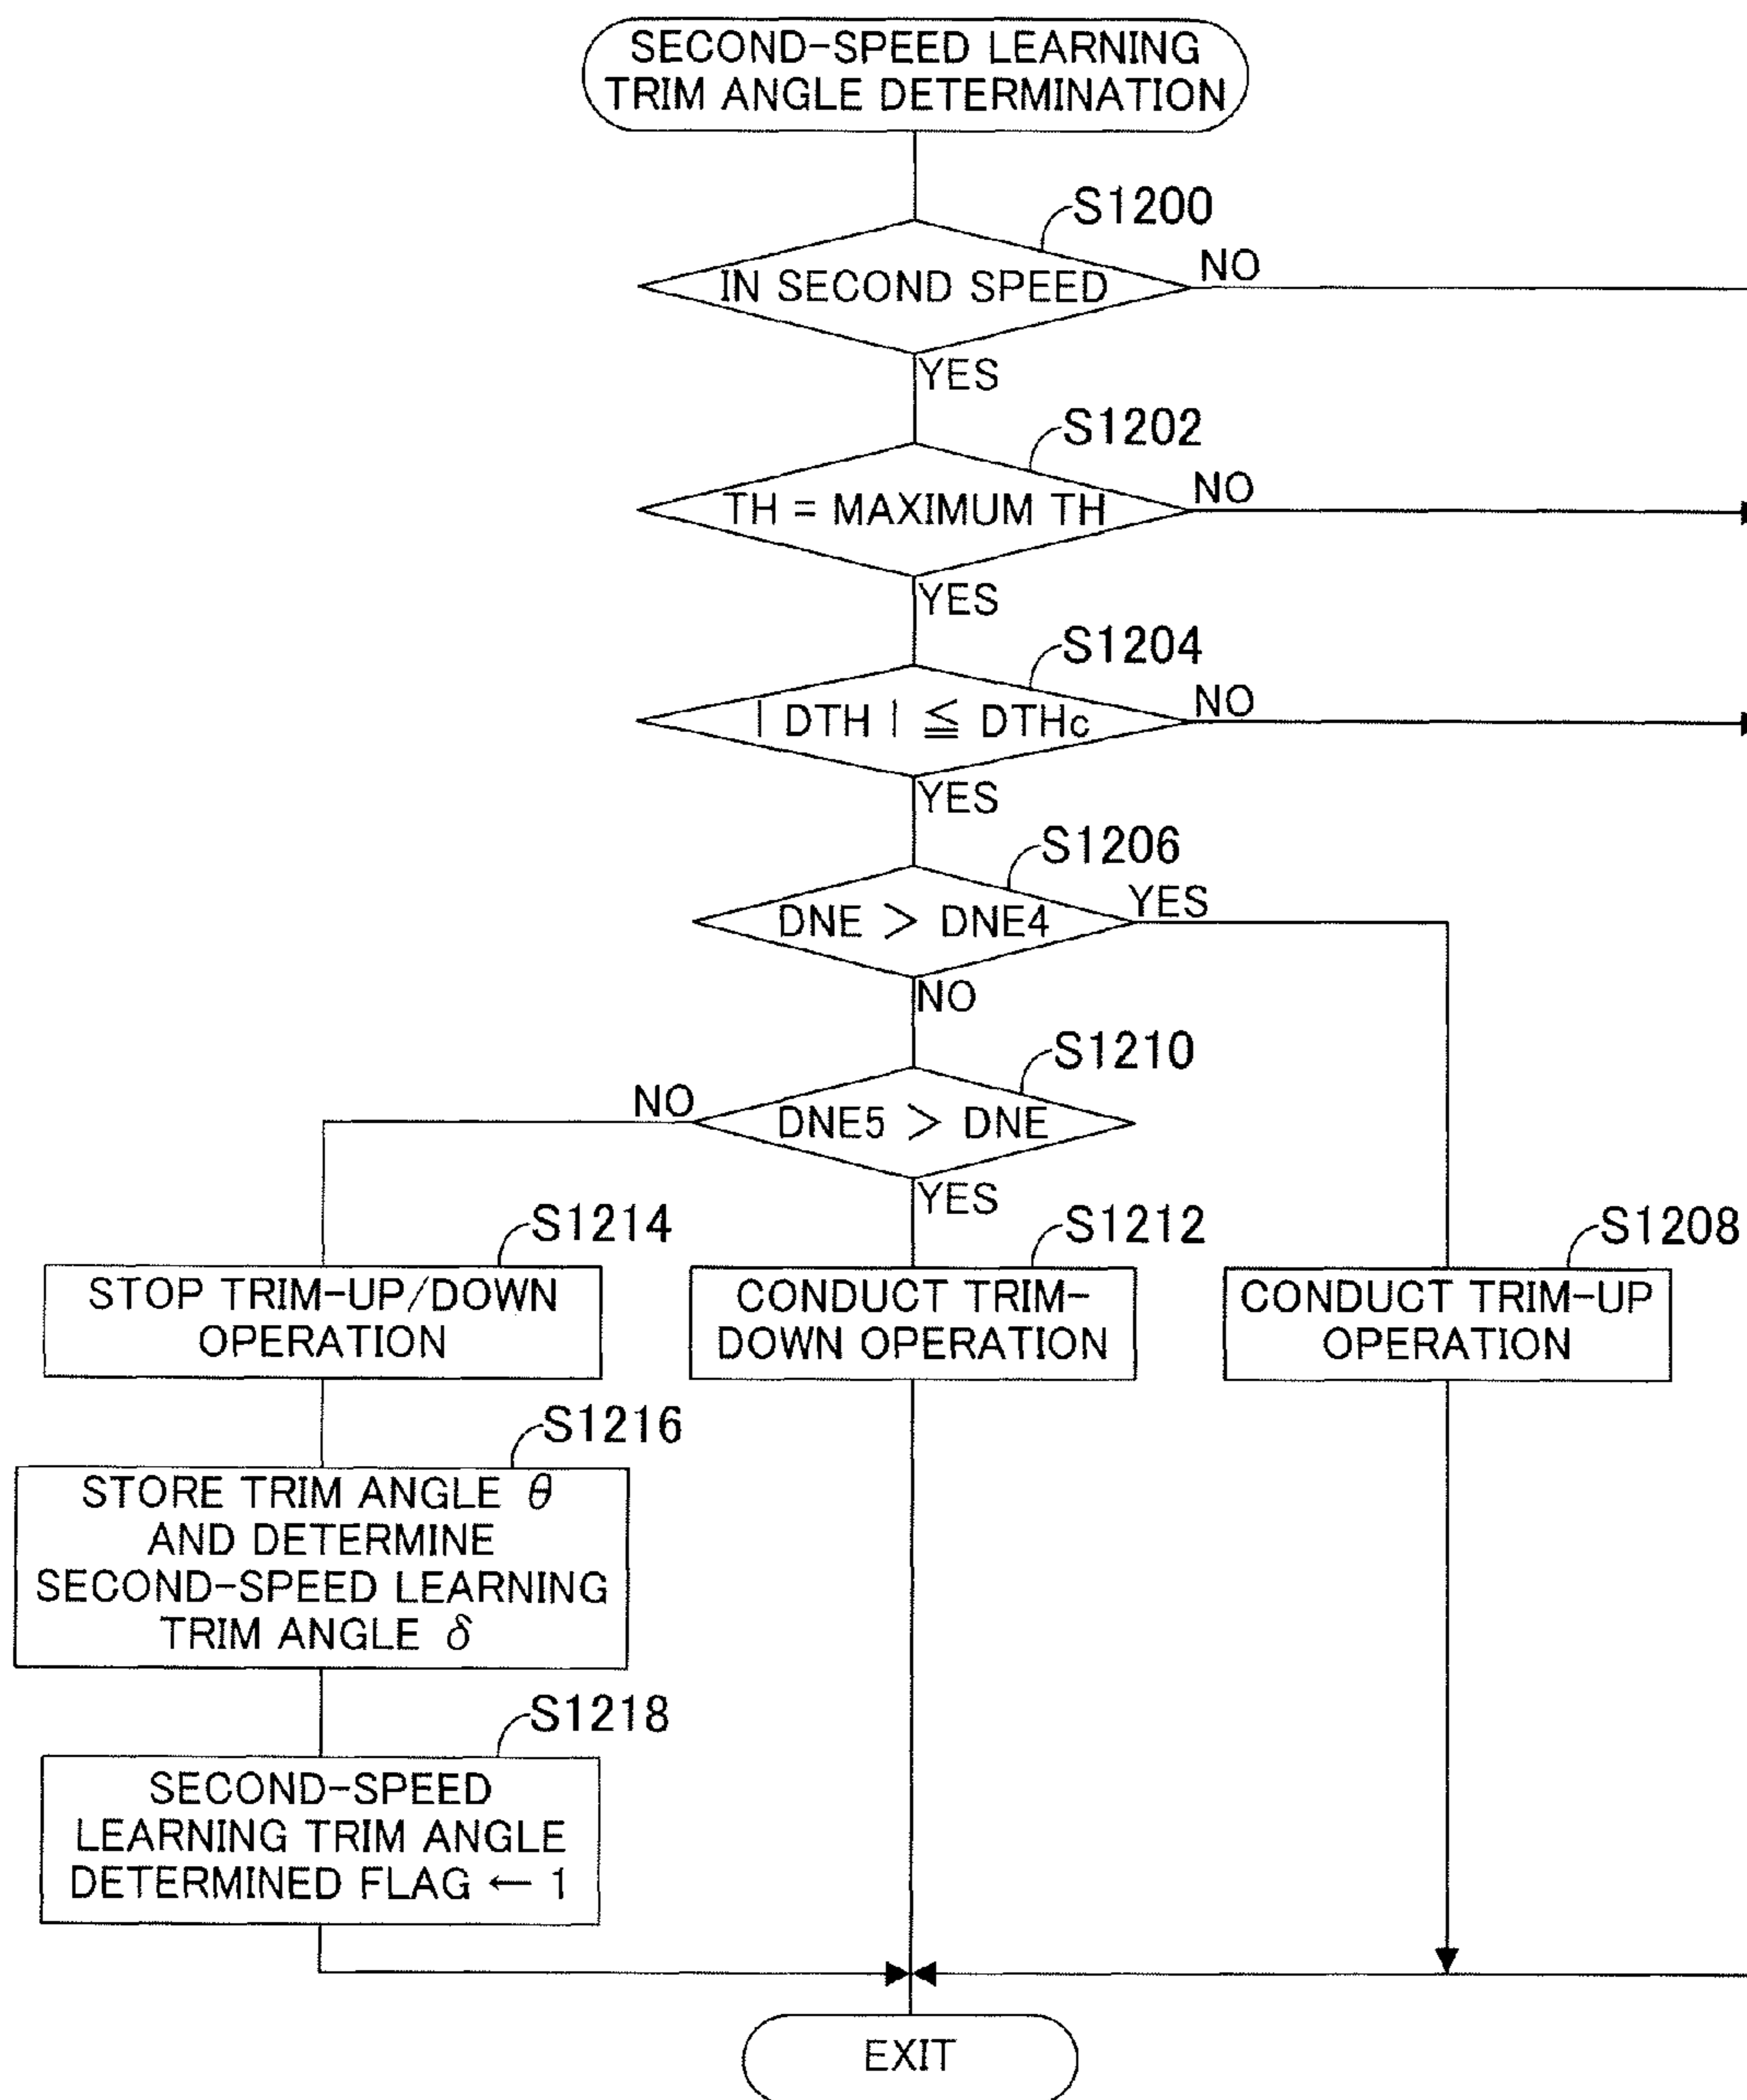 SECOND-SPEED LEARNING
TRIM ANGLE DETERMINATION
S1200
IN SECOND SPEED
NO
YES
S1202
TH = MAXIMUM TH
NO
YES
S1204
| DTH | ≦ DTHc
NO
YES
S1206
DNE > DNE4
YES
NO
S1210
DNE5 > DNE
NO
YES
S1214
STOP TRIM-UP/DOWN
OPERATION
S1212
CONDUCT TRIM-
DOWN OPERATION
S1208
CONDUCT TRIM-UP
OPERATION
S1216
STORE TRIM ANGLE θ
AND DETERMINE
SECOND-SPEED LEARNING
TRIM ANGLE δ
S1218
SECOND-SPEED
LEARNING TRIM ANGLE
DETERMINED FLAG ← 1
EXIT